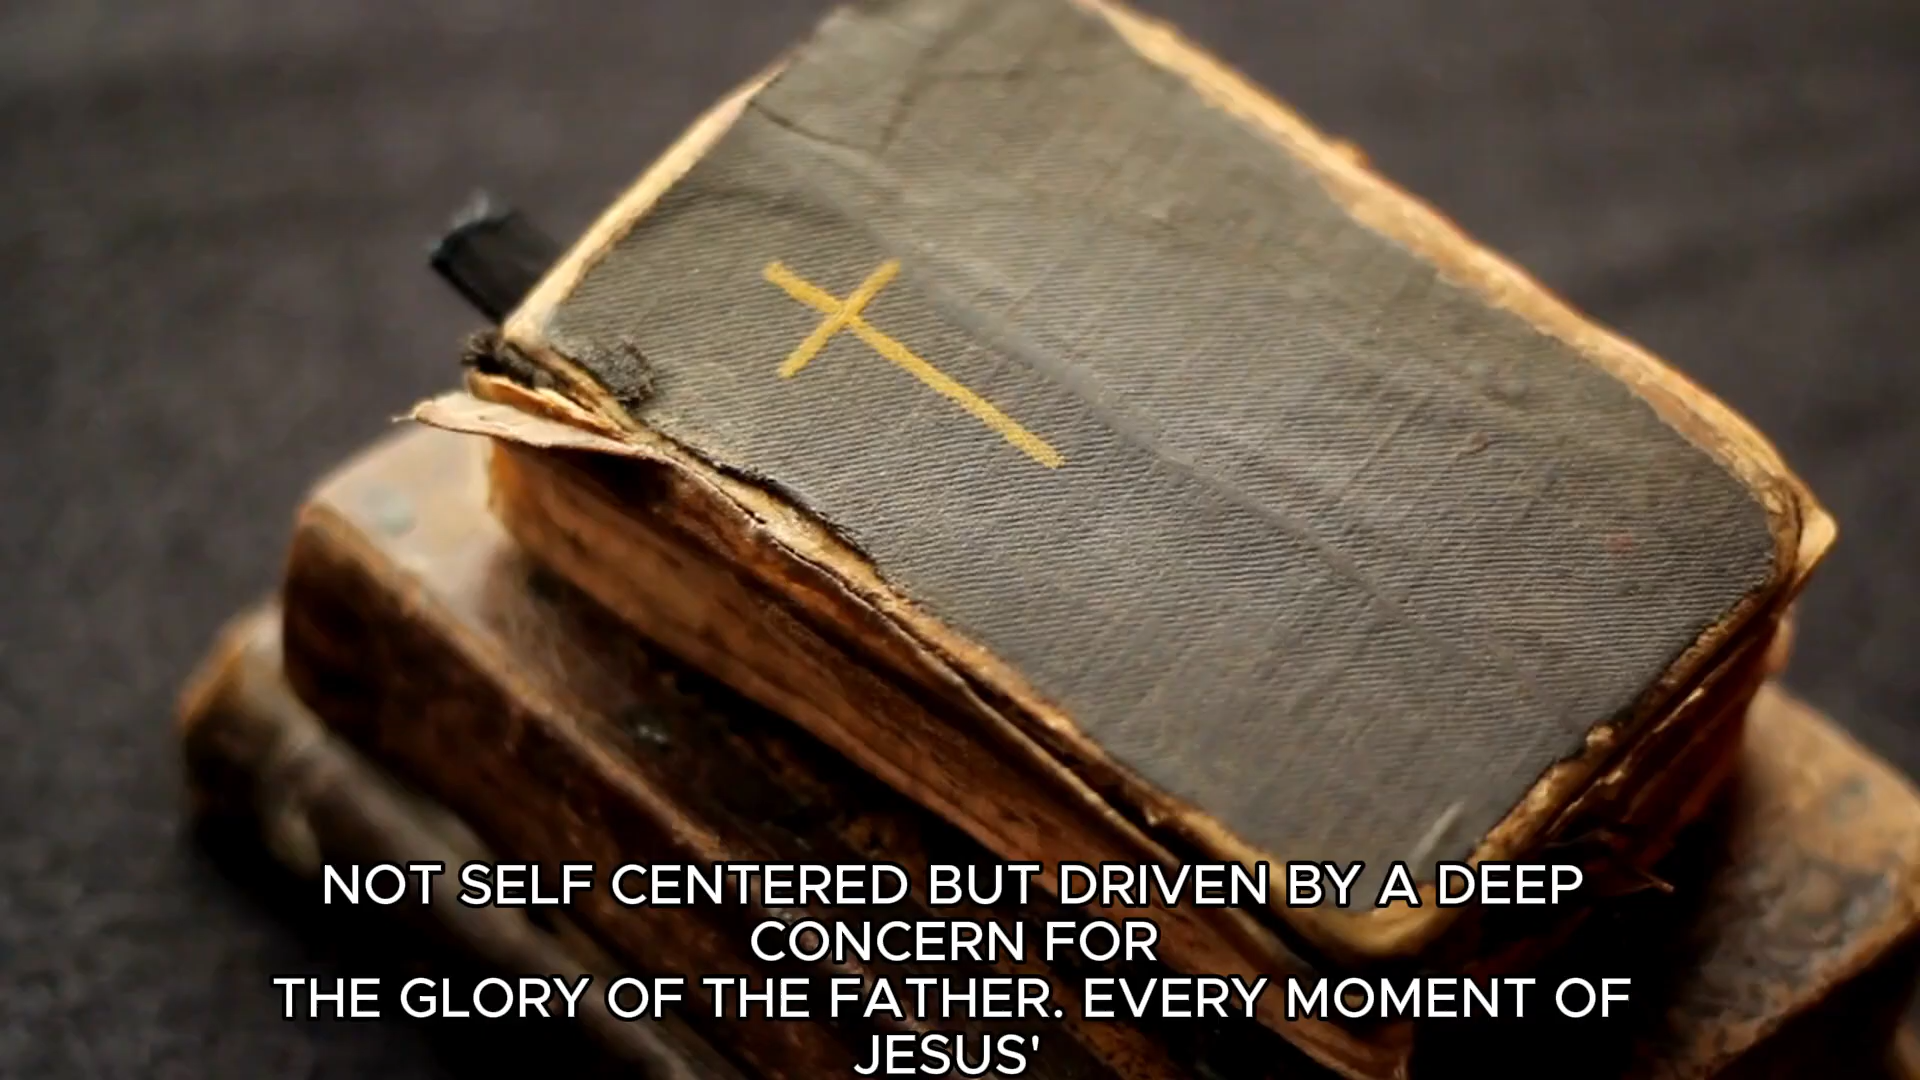 NOT SELF CENTERED BUT DRIVEN BY A DEEP
CONCERN FOR
THE GLORY OF THE FATHER. EVERY MOMENT OF
JESUS'